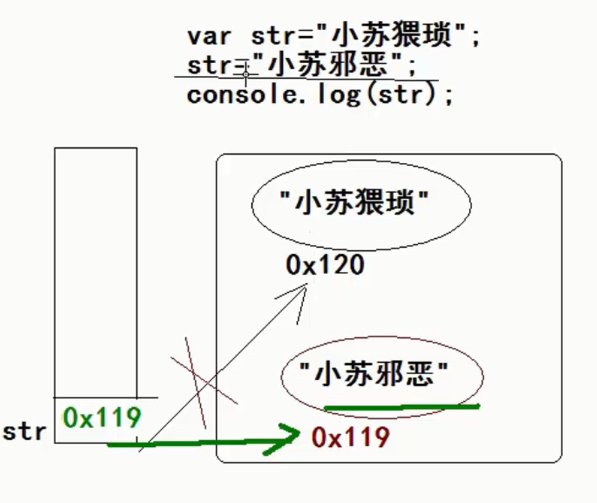 var str="小苏猥琐";
str="小苏邪恶";
console.log(str);
"小苏猥琐"
0x120
"小苏邪恶"
str 0x119
0x119